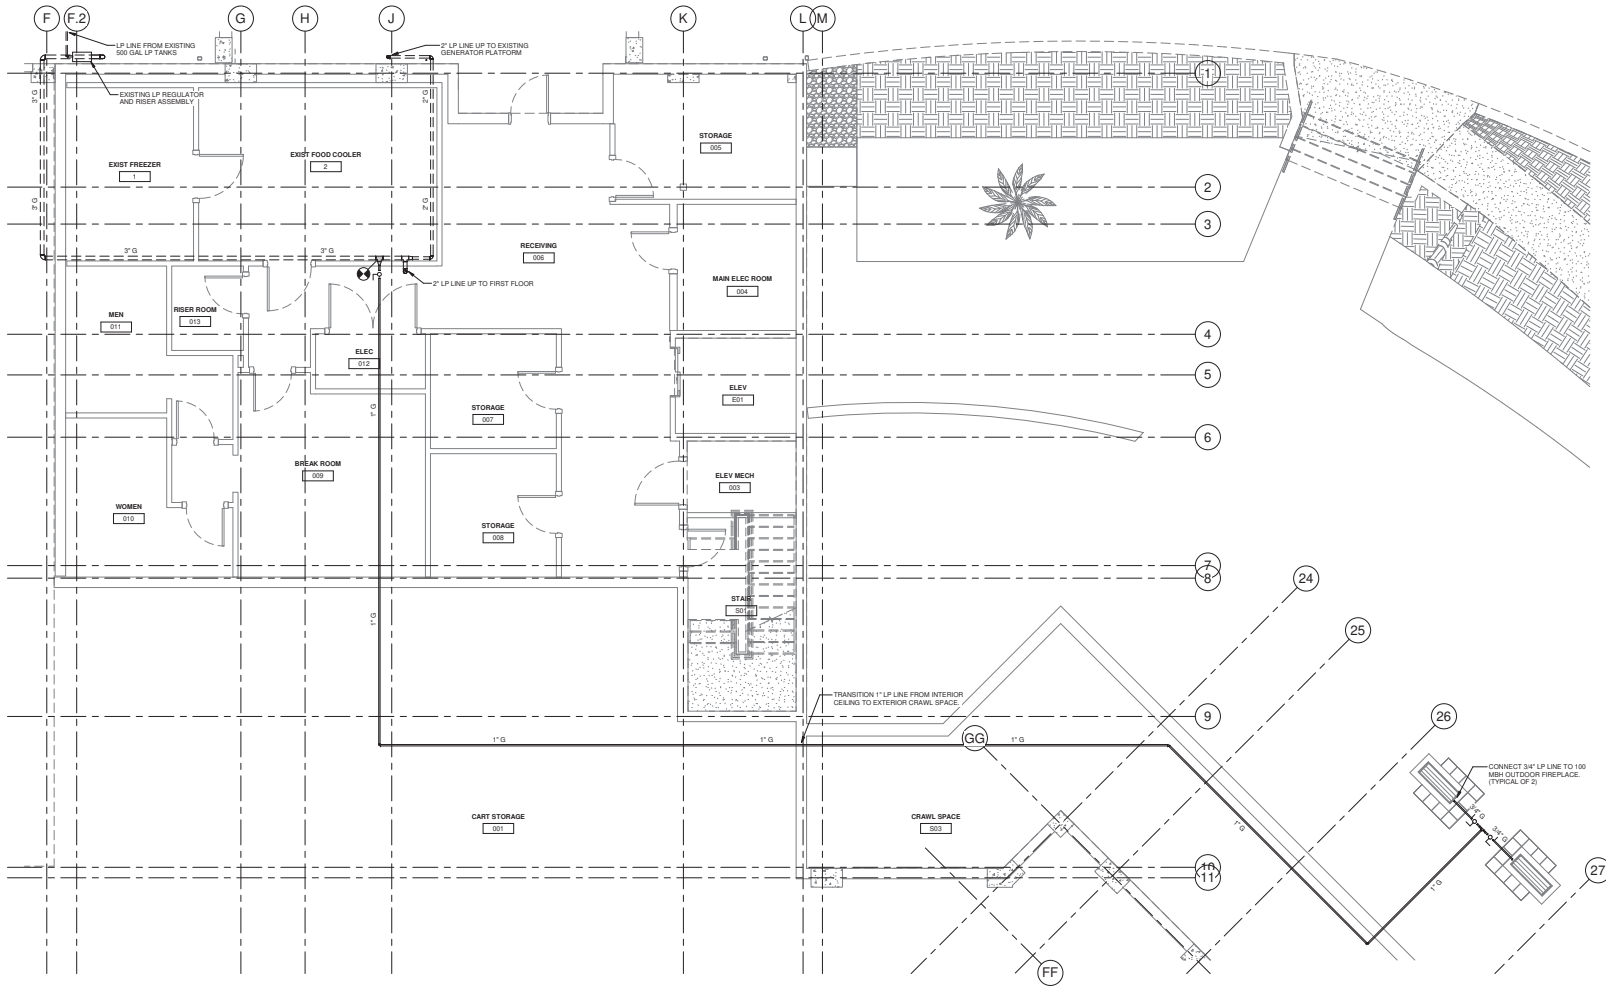 F
F.2
G
H
J
K
L
M
LP LINE FROM EXISTING
500 GAL LP TANKS
2" LP LINE UP TO EXISTING
GENERATOR PLATFORM
EXISTING LP REGULATOR
AND RISER ASSEMBLY
3" G
2" G
1
STORAGE
005
EXIST FREEZER
1
EXIST FOOD COOLER
2
2
3" G
2" G
3
3" G
3" G
RECEIVING
006
2" LP LINE UP TO FIRST FLOOR
MAIN ELEC ROOM
004
MEN
011
RISER ROOM
013
4
ELEC
012
5
ELEV
E01
1" G
STORAGE
007
6
BREAK ROOM
009
ELEV MECH
003
WOMEN
010
STORAGE
008
7
8
24
STAIR
S01
1" G
25
TRANSITION 1" LP LINE FROM INTERIOR
CEILING TO EXTERIOR CRAWL SPACE.
9
26
GG
1" G
1" G
1" G
CONNECT 3/4" LP LINE TO 100
MBH OUTDOOR FIREPLACE.
(TYPICAL OF 2)
3/4" G
3/4" G
CART STORAGE
001
CRAWL SPACE
S03
1" G
10
11
27
1" G
FF